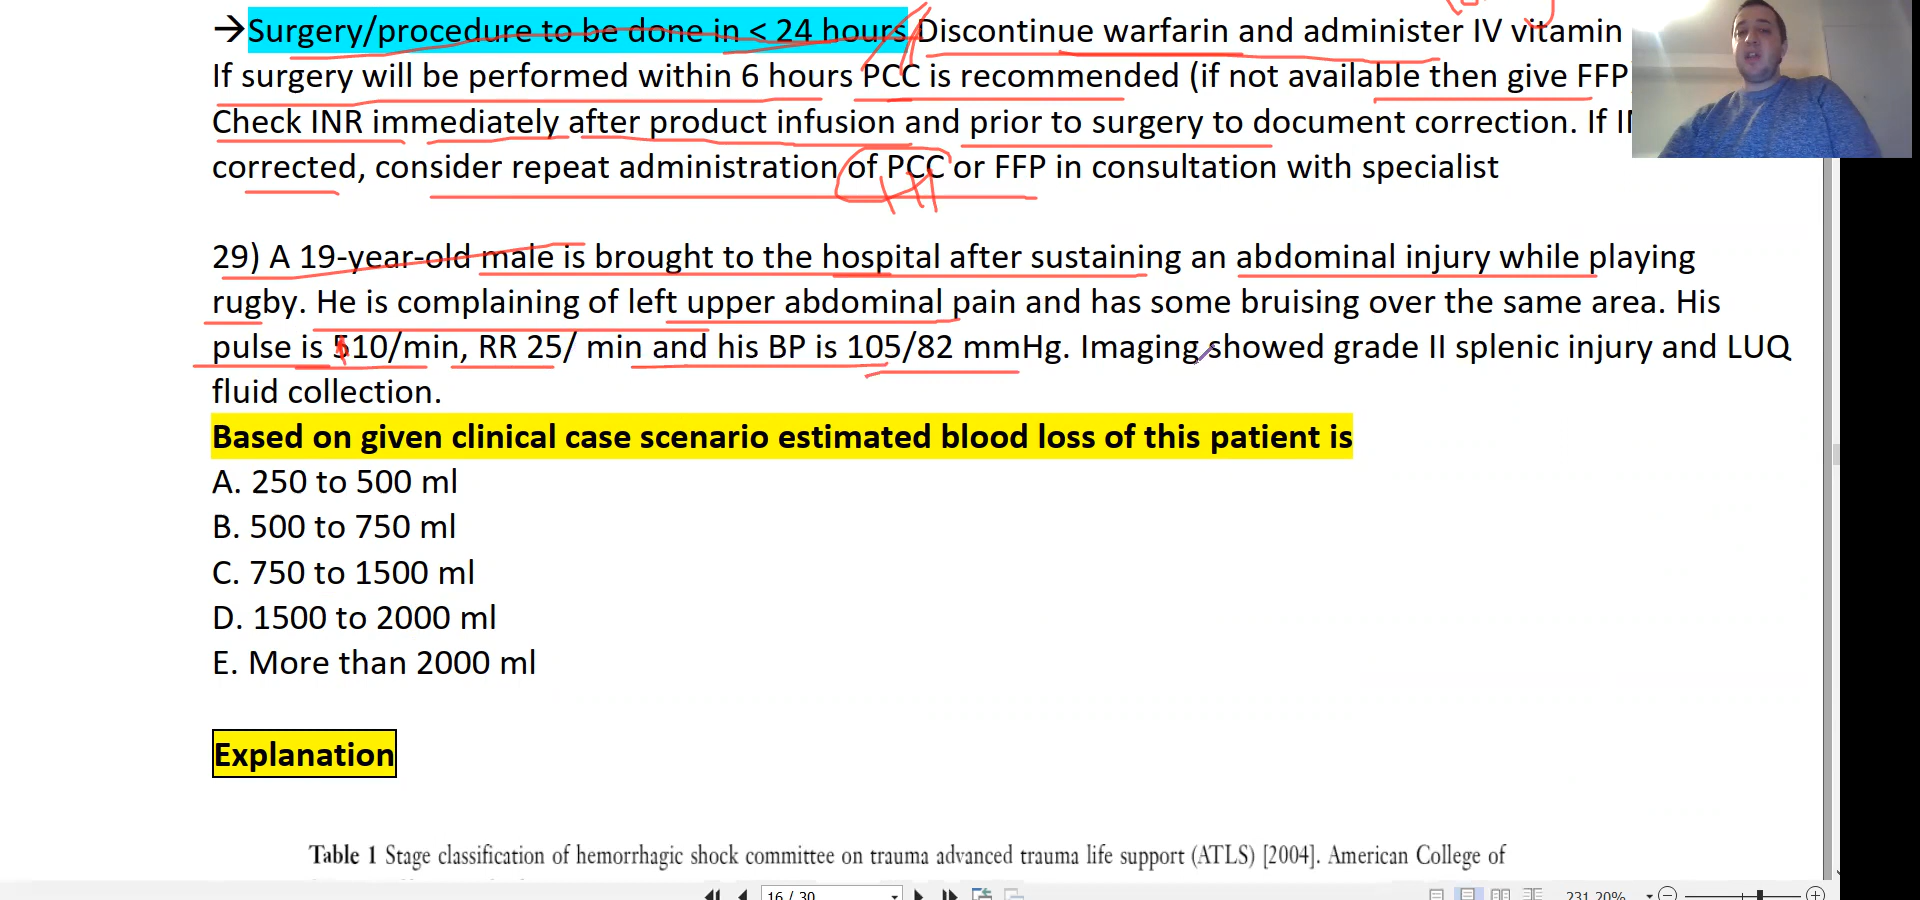 →Surgery/procedure to be done in < 24 hours Discontinue warfarin and administer IV vitamin
If surgery will be performed within 6 hours PCC is recommended (if not available then give FFP
Check INR immediately after product infusion and prior to surgery to document correction. If
corrected, consider repeat administration of PCC or FFP in consultation with specialist
29) A 19-year-old male is brought to the hospital after sustaining an abdominal injury while playing
rugby. He is complaining of left upper abdominal pain and has some bruising over the same area. His
pulse is 110/min, RR 25/ min and his BP is 105/82 mmHg. Imaging showed grade II splenic injury and LUQ
fluid collection.
Based on given clinical case scenario estimated blood loss of this patient is
A. 250 to 500 ml
B. 500 to 750 ml
C. 750 to 1500 ml
D. 1500 to 2000 ml
E. More than 2000 ml
Explanation
Table 1 Stage classification of hemorrhagic shock committee on trauma advanced trauma life support (ATLS) [2004]. American College of
16 / 30
231.20%